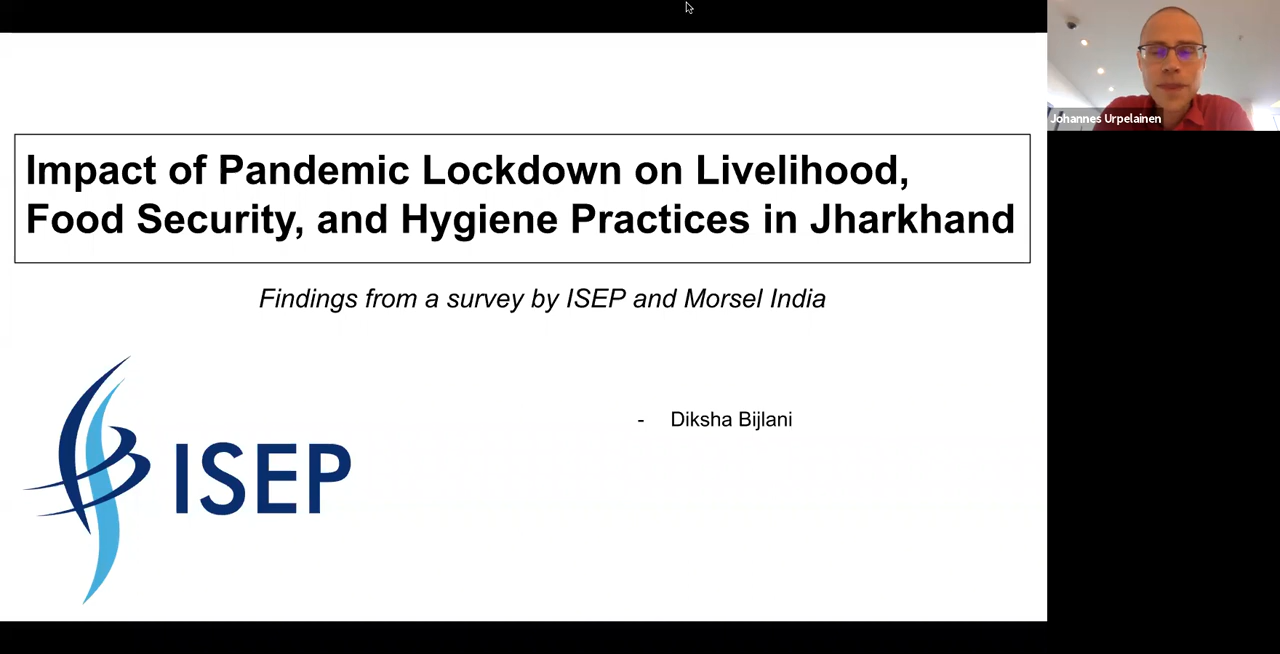 Impact of Pandemic Lockdown on Livelihood,
Food Security, and Hygiene Practices in Jharkhand
Findings from a survey by ISEP and Morsel India
- Diksha Bijlani
ISEP
Johannes Urpelainen